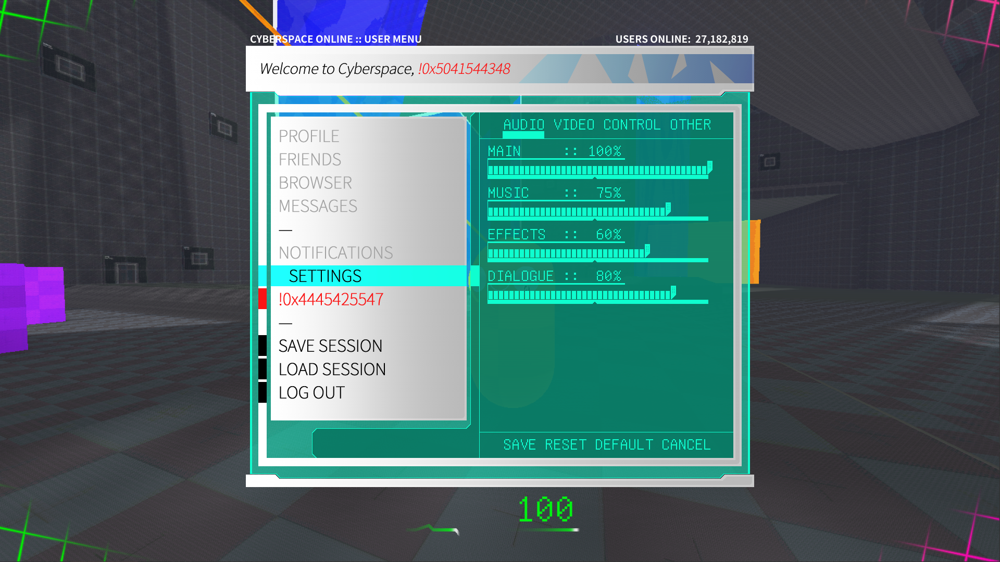 CYBERSPACE ONLINE :: USER MENU
USERS ONLINE: 27,182,819
Welcome to Cyberspace, !0x5041544348
PROFILE
FRIENDS
BROWSER
MESSAGES
—
NOTIFICATIONS
SETTINGS
!0x4445425547
—
SAVE SESSION
LOAD SESSION
LOG OUT
AUDIO VIDEO CONTROL OTHER
MAIN :: 100%
MUSIC :: 75%
EFFECTS :: 60%
DIALOGUE :: 80%
SAVE RESET DEFAULT CANCEL
100